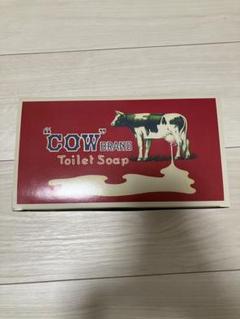 "COW" BRAND
Toilet Soap